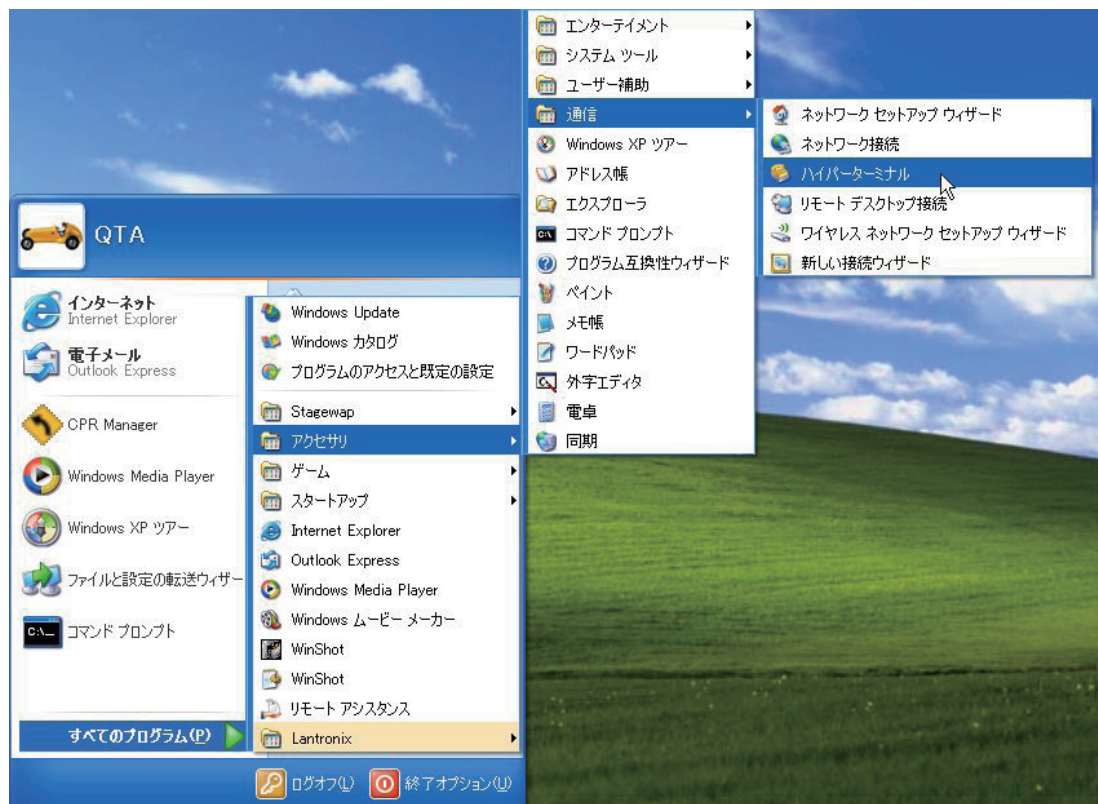 QTA
インターネット
Internet Explorer
電子メール
Outlook Express
CPR Manager
Windows Media Player
Windows XP ツアー
ファイルと設定の転送ウィザー
コマンド プロンプト
C:\_
すべてのプログラム(P)
ログオフ(L)
終了オプション(U)
Windows Update
Windows カタログ
プログラムのアクセスと既定の設定
Stagewap
アクセサリ
ゲーム
スタートアップ
Internet Explorer
Outlook Express
Windows Media Player
Windows ムービー メーカー
WinShot
WinShot
リモート アシスタンス
Lantronix
エンターテイメント
システム ツール
ユーザー補助
通信
Windows XP ツアー
アドレス帳
エクスプローラ
コマンド プロンプト
プログラム互換性ウィザード
ペイント
メモ帳
ワードパッド
外字エディタ
電卓
同期
ネットワーク セットアップ ウィザード
ネットワーク接続
ハイパーターミナル
リモート デスクトップ接続
ワイヤレス ネットワーク セットアップ ウィザード
新しい接続ウィザード